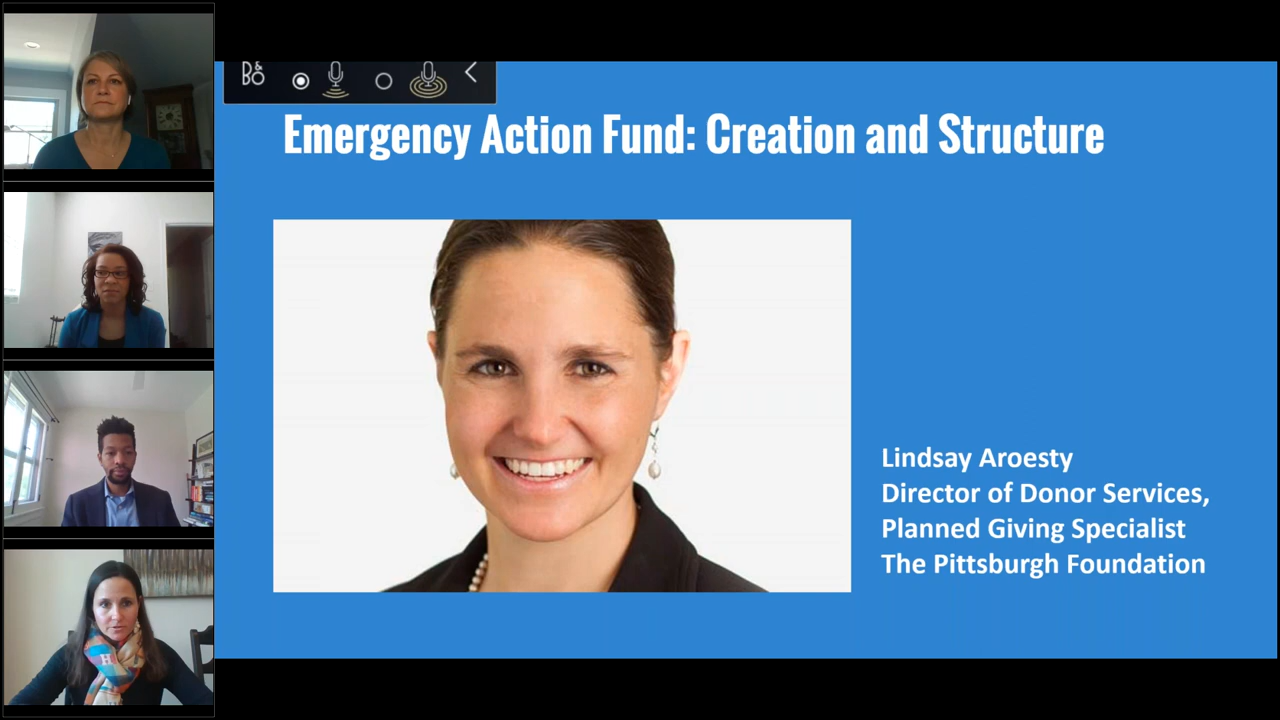 B&O
Emergency Action Fund: Creation and Structure
Lindsay Aroesty
Director of Donor Services,
Planned Giving Specialist
The Pittsburgh Foundation
H